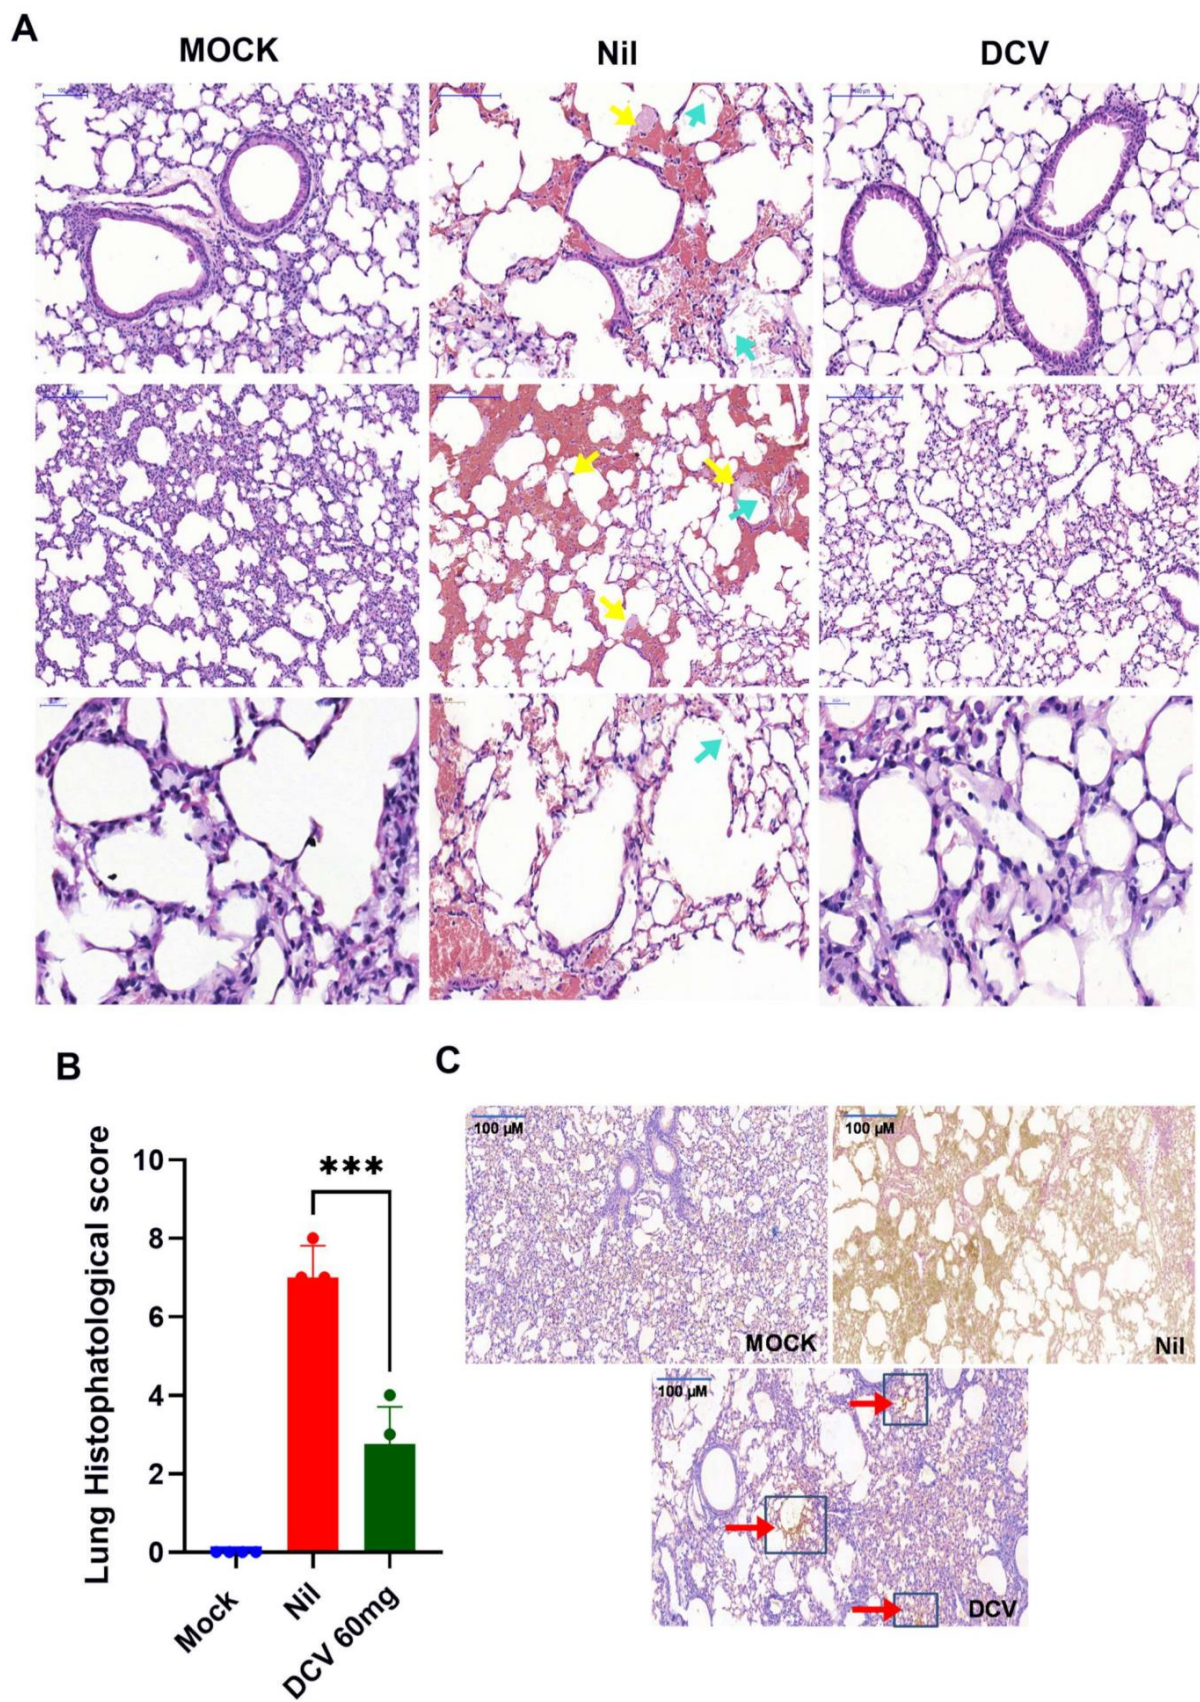 A
MOCK
Nil
DCV
B
C
Lung Histophatological score
10
8
6
4
2
0
***
Mock
Nil
DCV 60mg
100 µM
MOCK
100 µM
Nil
100 µM
DCV